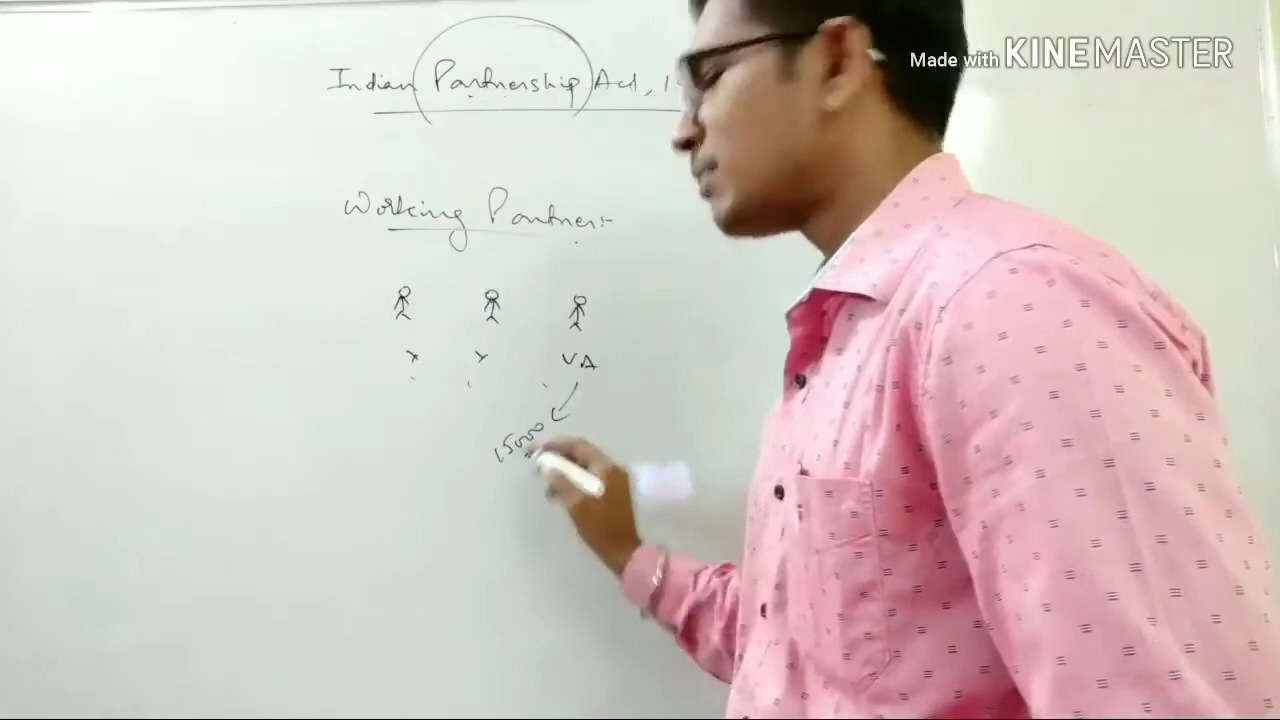 Made with KINEMASTER
Indian Partnership Act, 1
Working Partner:-
X Y VA
15000